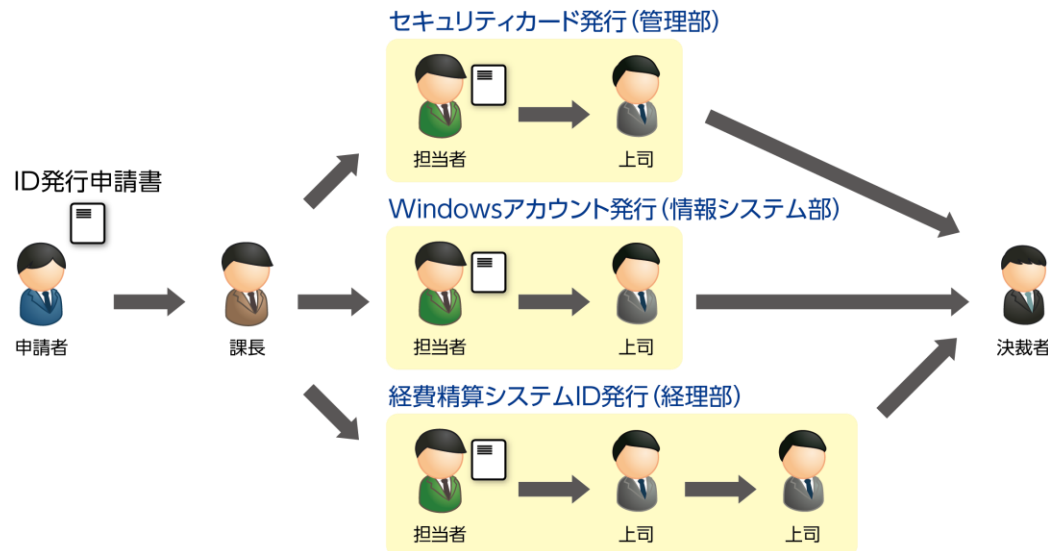 セキュリティカード発行(管理部)
担当者
上司
ID発行申請書
Windowsアカウント発行(情報システム部)
申請者
課長
担当者
上司
決裁者
経費精算システムID発行(経理部)
担当者
上司
上司